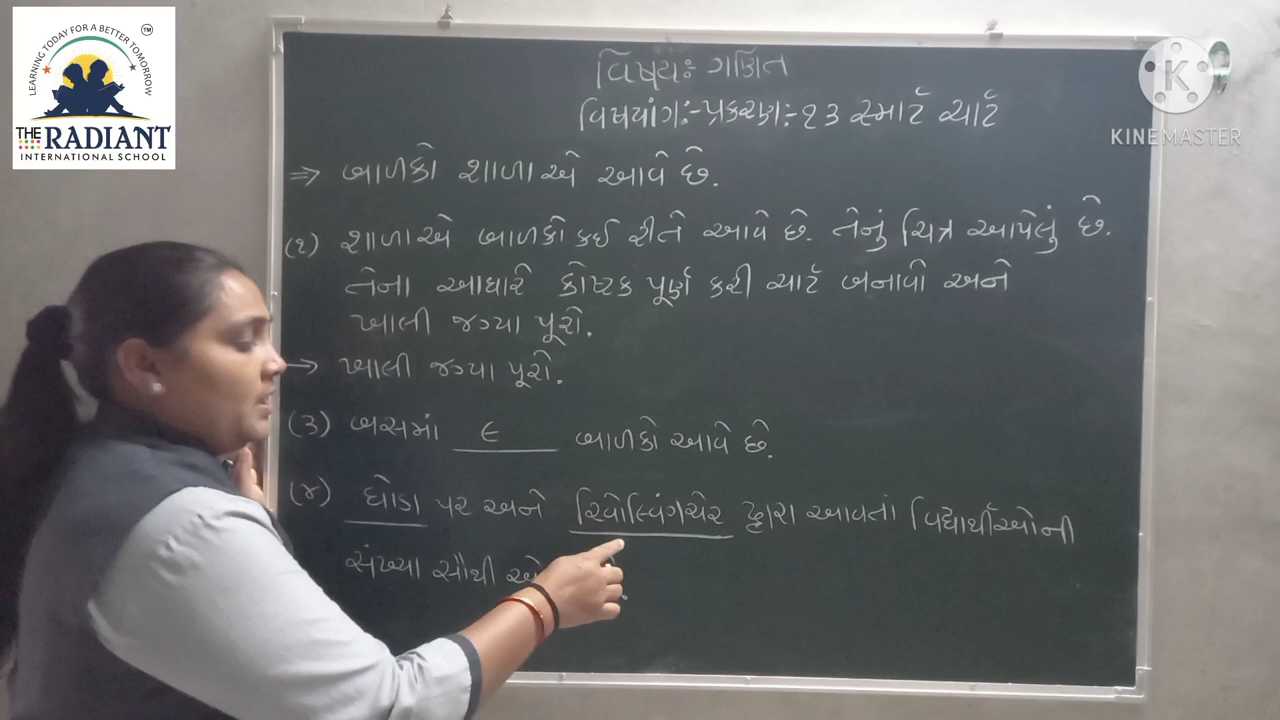 LEARNING TODAY FOR A BETTER TOMORROW
TM
THE RADIANT
INTERNATIONAL SCHOOL
K
KINEMASTER
વિષય:- ગણિત
વિષયાંગ:-પ્રકરણ:-૧૩ સ્માર્ટ ચાર્ટ
⇒ બાળકો શાળાએ આવે છે.
(૧) શાળાએ બાળકો કઈ રીતે આવે છે. તેનું ચિત્ર આપેલું છે.
તેના આધારે કોષ્ટક પૂર્ણ કરી ચાર્ટ બનાવો અને
ખાલી જગ્યા પૂરો.
→ ખાલી જગ્યા પૂરો.
(૩) બસમાં ૯ બાળકો આવે છે.
(૪) ઘોડા પર અને રિવોલ્વિંગચેર દ્વારા આવતા વિદ્યાર્થીઓની
સંખ્યા સૌથી